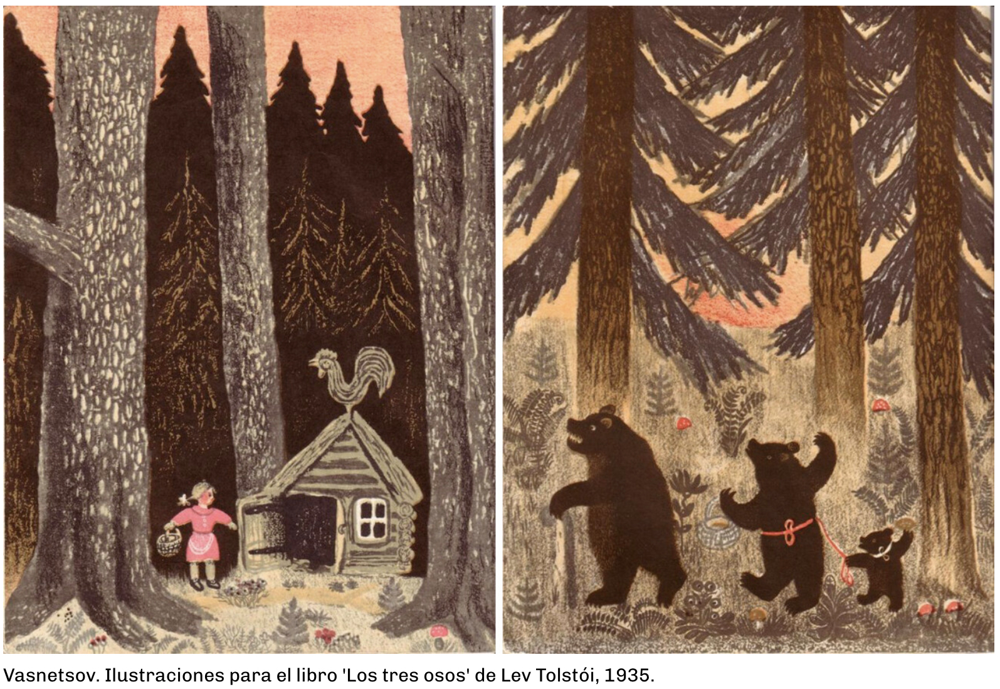 Vasnetsov. Ilustraciones para el libro 'Los tres osos' de Lev Tolstói, 1935.